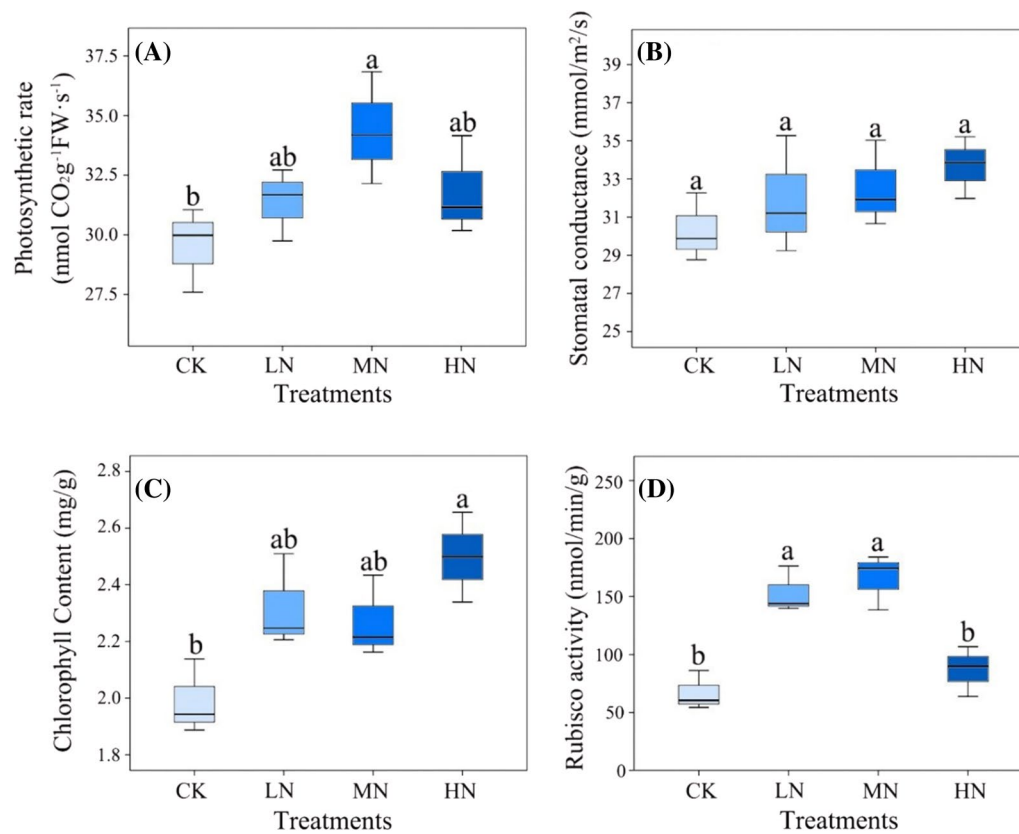 (A)
Photosynthetic rate
(nmol CO₂g⁻¹FW·s⁻¹)
37.5
35.0
32.5
30.0
27.5
b
ab
a
ab
CK LN MN HN
Treatments
(B)
Stomatal conductance (mmol/m²/s)
39
37
35
33
31
29
27
25
a
a
a
a
CK LN MN HN
Treatments
(C)
Chlorophyll Content (mg/g)
2.8
2.6
2.4
2.2
2.0
1.8
b
ab
ab
a
CK LN MN HN
Treatments
(D)
Rubisco activity (nmol/min/g)
250
200
150
100
50
0
b
a
a
b
CK LN MN HN
Treatments